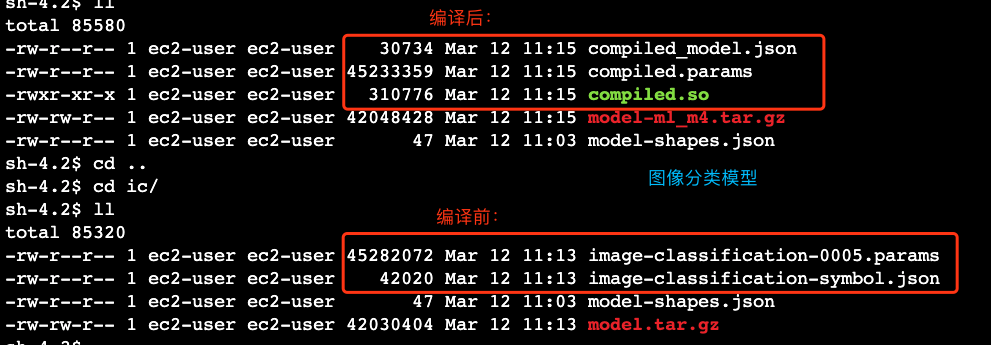 sh-4.2$ ll
编译后：
total 85580
-rw-r--r-- 1 ec2-user ec2-user    30734 Mar 12 11:15 compiled_model.json
-rw-r--r-- 1 ec2-user ec2-user 45233359 Mar 12 11:15 compiled.params
-rwxr-xr-x 1 ec2-user ec2-user   310776 Mar 12 11:15 compiled.so
-rw-rw-r-- 1 ec2-user ec2-user 42048428 Mar 12 11:15 model-ml_m4.tar.gz
-rw-r--r-- 1 ec2-user ec2-user       47 Mar 12 11:03 model-shapes.json
sh-4.2$ cd ..
sh-4.2$ cd ic/
图像分类模型
sh-4.2$ ll
编译前：
total 85320
-rw-r--r-- 1 ec2-user ec2-user 45282072 Mar 12 11:13 image-classification-0005.params
-rw-r--r-- 1 ec2-user ec2-user    42020 Mar 12 11:13 image-classification-symbol.json
-rw-r--r-- 1 ec2-user ec2-user       47 Mar 12 11:03 model-shapes.json
-rw-rw-r-- 1 ec2-user ec2-user 42030404 Mar 12 11:13 model.tar.gz